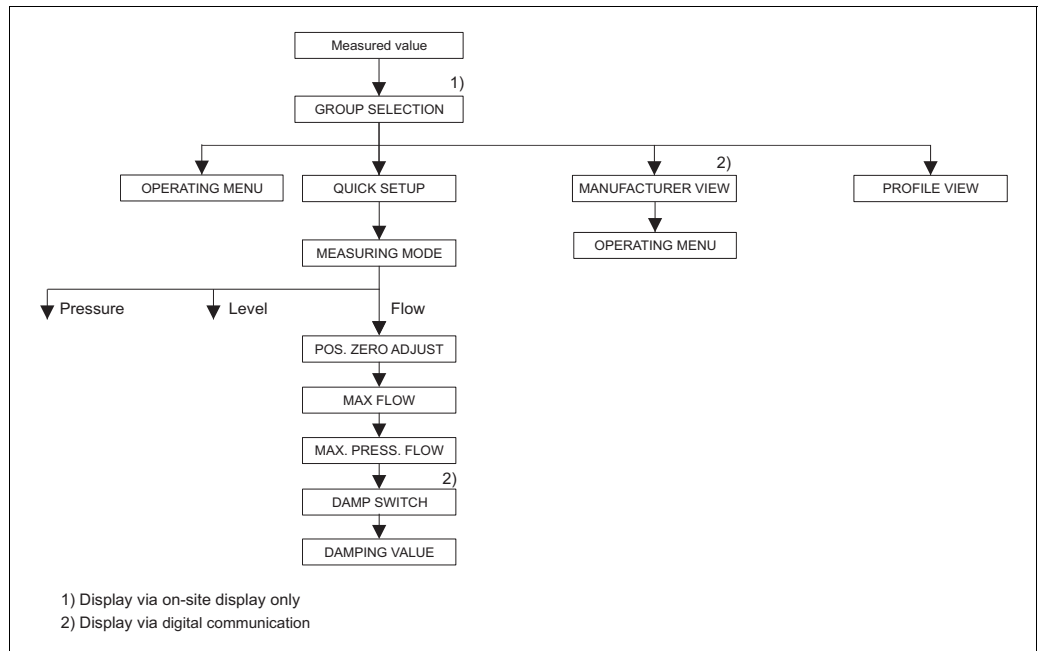 Measured value
1)
GROUP SELECTION
2)
OPERATING MENU
QUICK SETUP
MANUFACTURER VIEW
PROFILE VIEW
MEASURING MODE
OPERATING MENU
Pressure
Level
Flow
POS. ZERO ADJUST
MAX FLOW
MAX. PRESS. FLOW
2)
DAMP SWITCH
DAMPING VALUE
1) Display via on-site display only
2) Display via digital communication